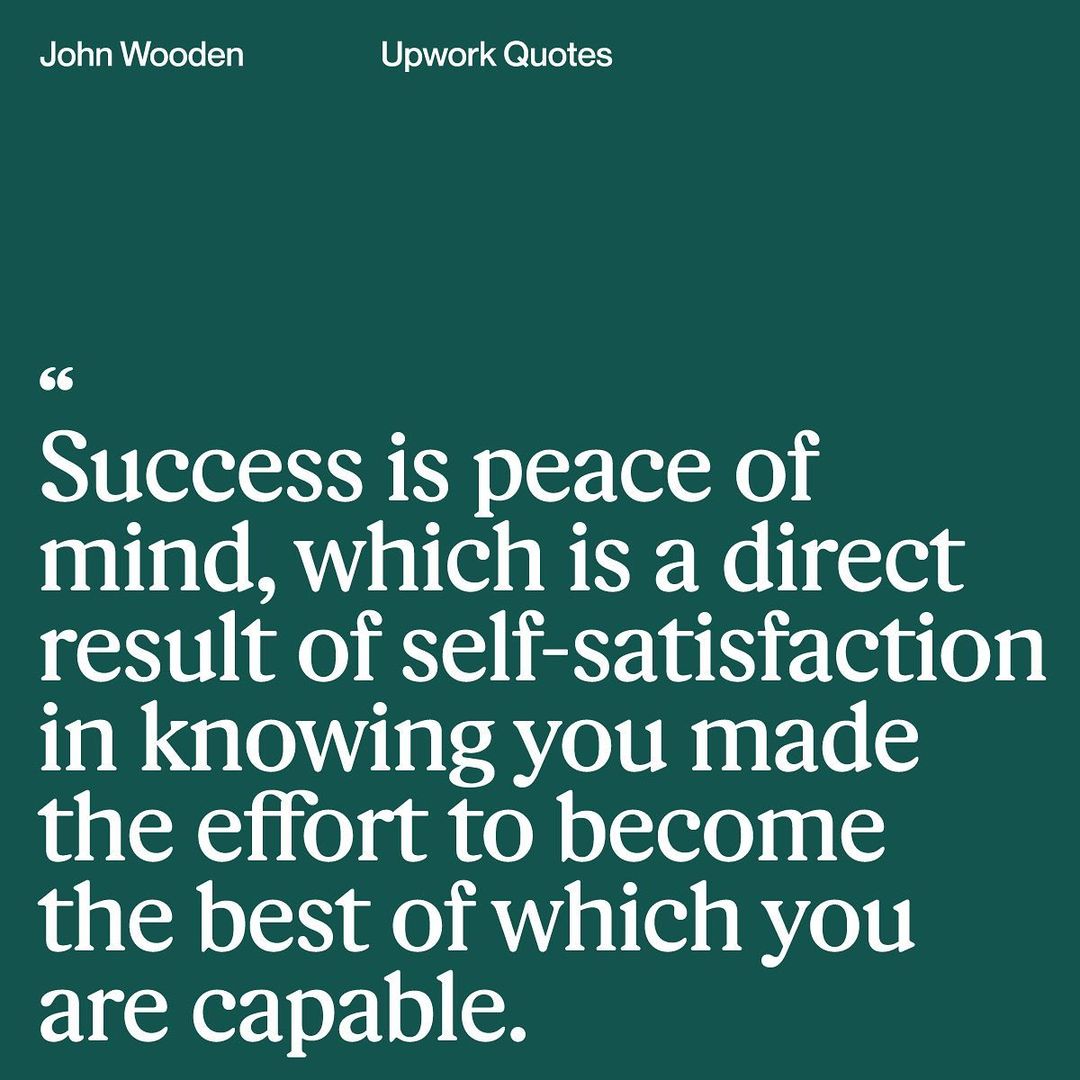 John Wooden
Upwork Quotes
“
Success is peace of
mind, which is a direct
result of self-satisfaction
in knowing you made
the effort to become
the best of which you
are capable.